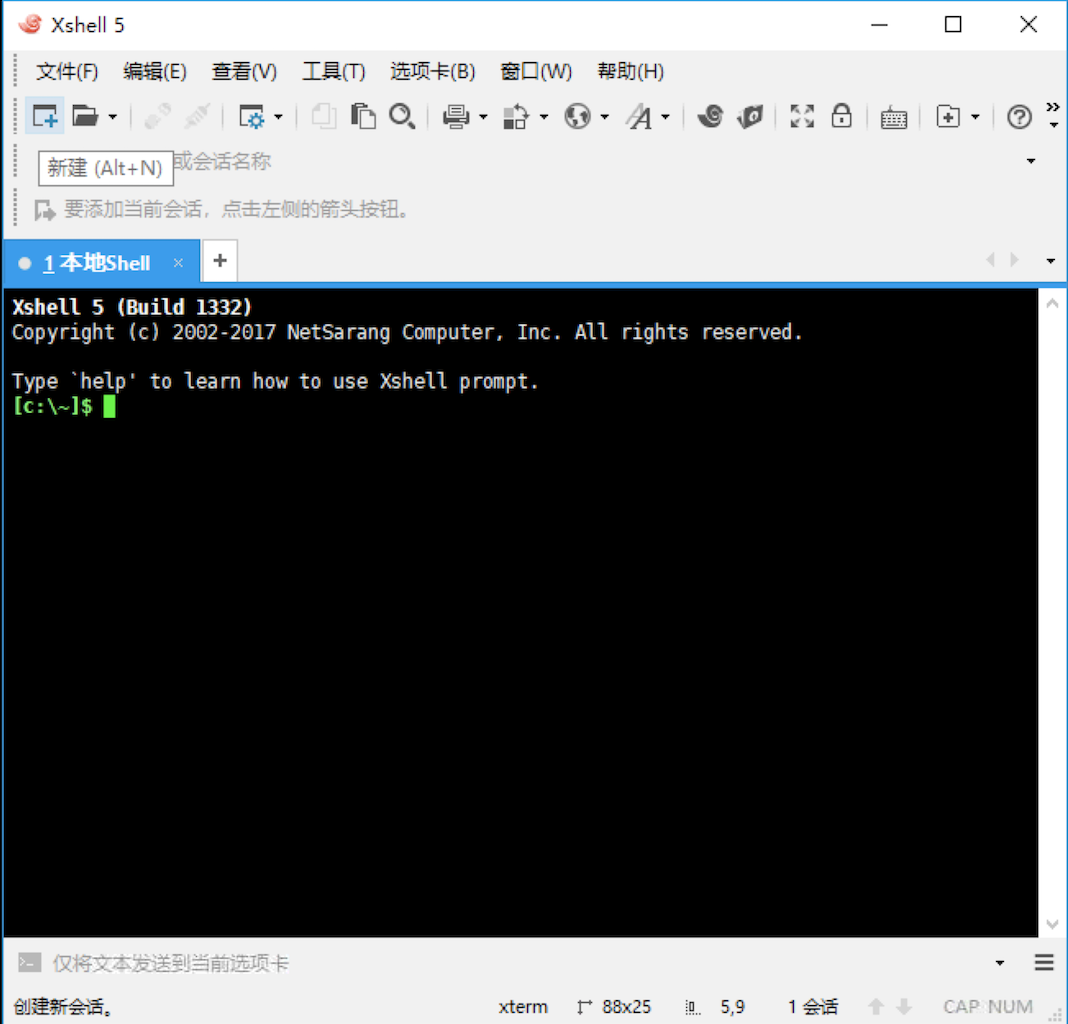 Xshell 5
文件(F) 编辑(E) 查看(V) 工具(T) 选项卡(B) 窗口(W) 帮助(H)
新建 (Alt+N) 或会话名称
要添加当前会话，点击左侧的箭头按钮。
1 本地Shell
Xshell 5 (Build 1332)
Copyright (c) 2002-2017 NetSarang Computer, Inc. All rights reserved.
Type `help' to learn how to use Xshell prompt.
[c:\~]$
仅将文本发送到当前选项卡
创建新会话。 xterm 88x25 5,9 1 会话 CAP NUM